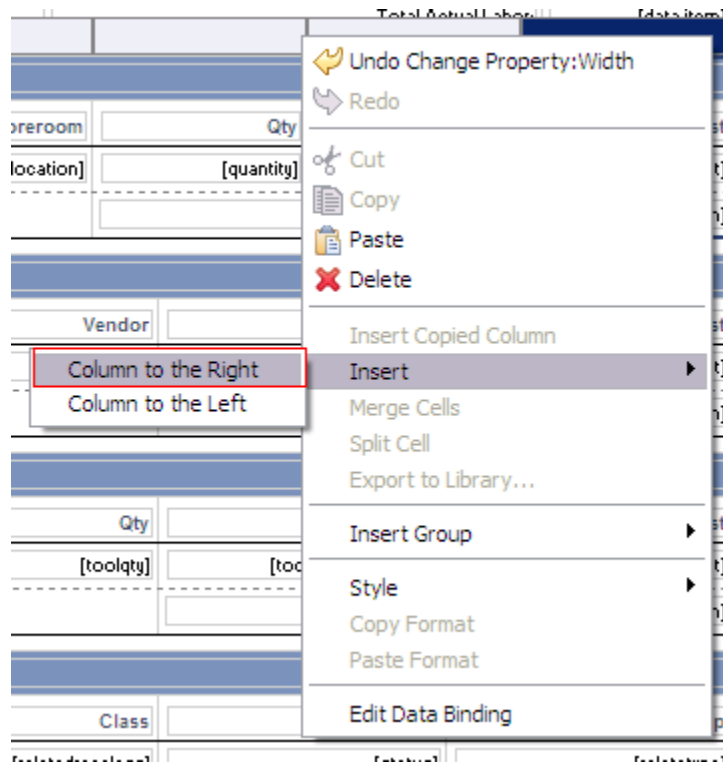 Total Actual Labor: [data item]
Undo Change Property:Width
Redo
oreroom Qty
Cut
location] [quantity]
Copy
Paste
Delete
Vendor
Insert Copied Column
Column to the Right Insert
Column to the Left Merge Cells
Split Cell
Export to Library...
Qty Insert Group
[toolqty] [too
Style
Copy Format
Paste Format
Class Edit Data Binding
[status]